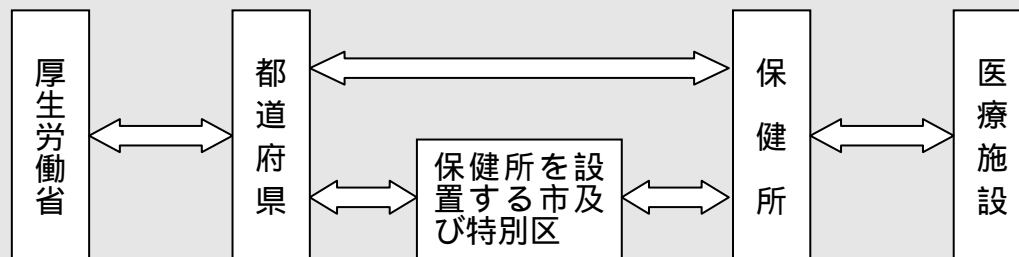 厚生労働省
都道府県
保健所を設
置する市及
び特別区
保健所
医療施設